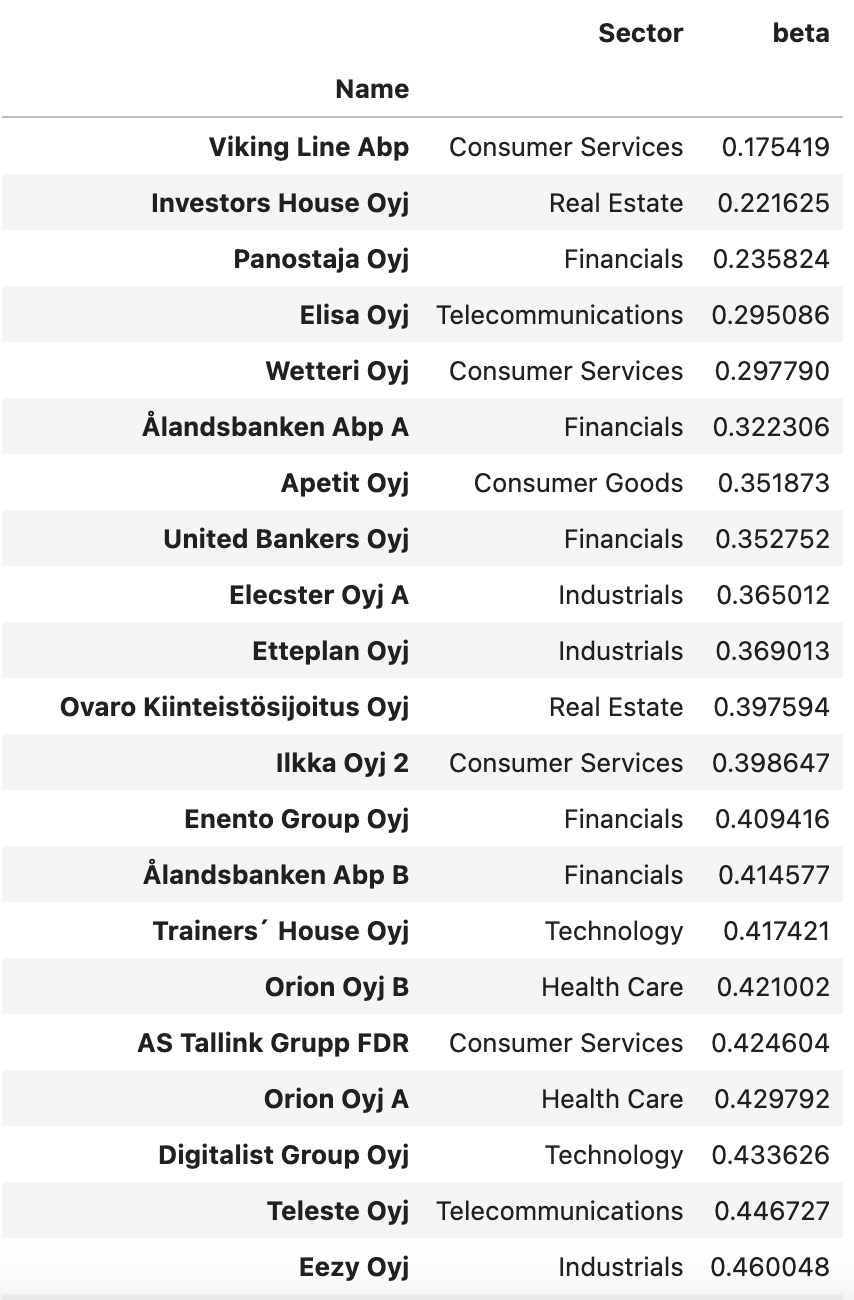 Sector beta
Name
Viking Line Abp Consumer Services 0.175419
Investors House Oyj Real Estate 0.221625
Panostaja Oyj Financials 0.235824
Elisa Oyj Telecommunications 0.295086
Wetteri Oyj Consumer Services 0.297790
Ålandsbanken Abp A Financials 0.322306
Apetit Oyj Consumer Goods 0.351873
United Bankers Oyj Financials 0.352752
Elecster Oyj A Industrials 0.365012
Etteplan Oyj Industrials 0.369013
Ovaro Kiinteistösijoitus Oyj Real Estate 0.397594
Ilkka Oyj 2 Consumer Services 0.398647
Enento Group Oyj Financials 0.409416
Ålandsbanken Abp B Financials 0.414577
Trainers´ House Oyj Technology 0.417421
Orion Oyj B Health Care 0.421002
AS Tallink Grupp FDR Consumer Services 0.424604
Orion Oyj A Health Care 0.429792
Digitalist Group Oyj Technology 0.433626
Teleste Oyj Telecommunications 0.446727
Eezy Oyj Industrials 0.460048